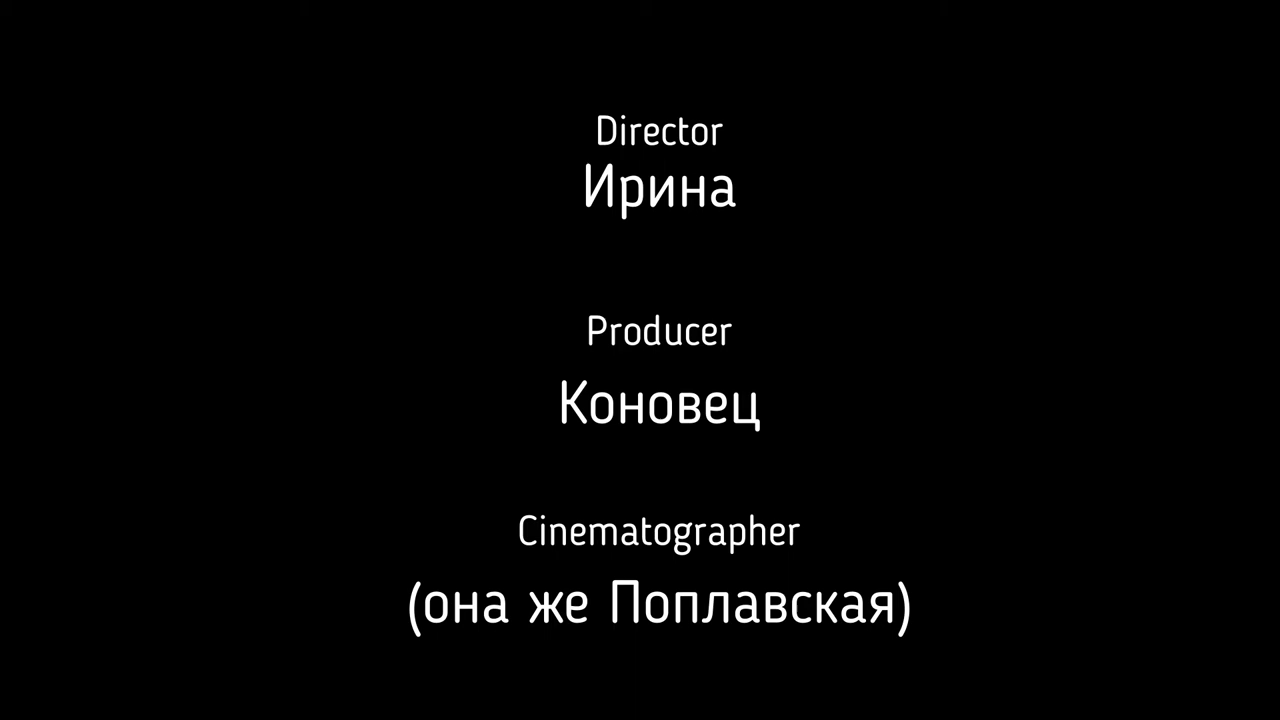 Director
Ирина
Producer
Коновец
Cinematographer
(она же Поплавская)